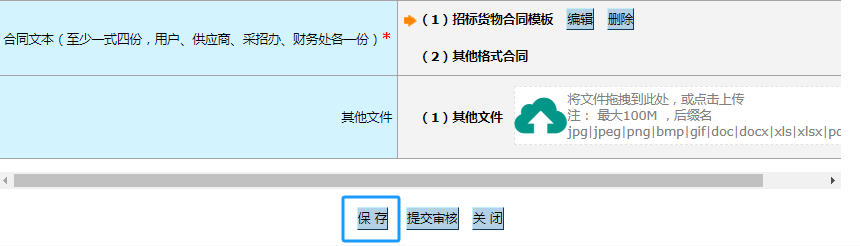 合同文本（至少一式四份，用户、供应商、采招办、财务处各一份）*
（1）招标货物合同模板 编辑 删除
（2）其他格式合同
其他文件
（1）其他文件
将文件拖拽到此处，或点击上传
注： 最大100M ，后缀名
jpg|jpeg|png|bmp|gif|doc|docx|xls|xlsx|
保 存 提交审核 关 闭